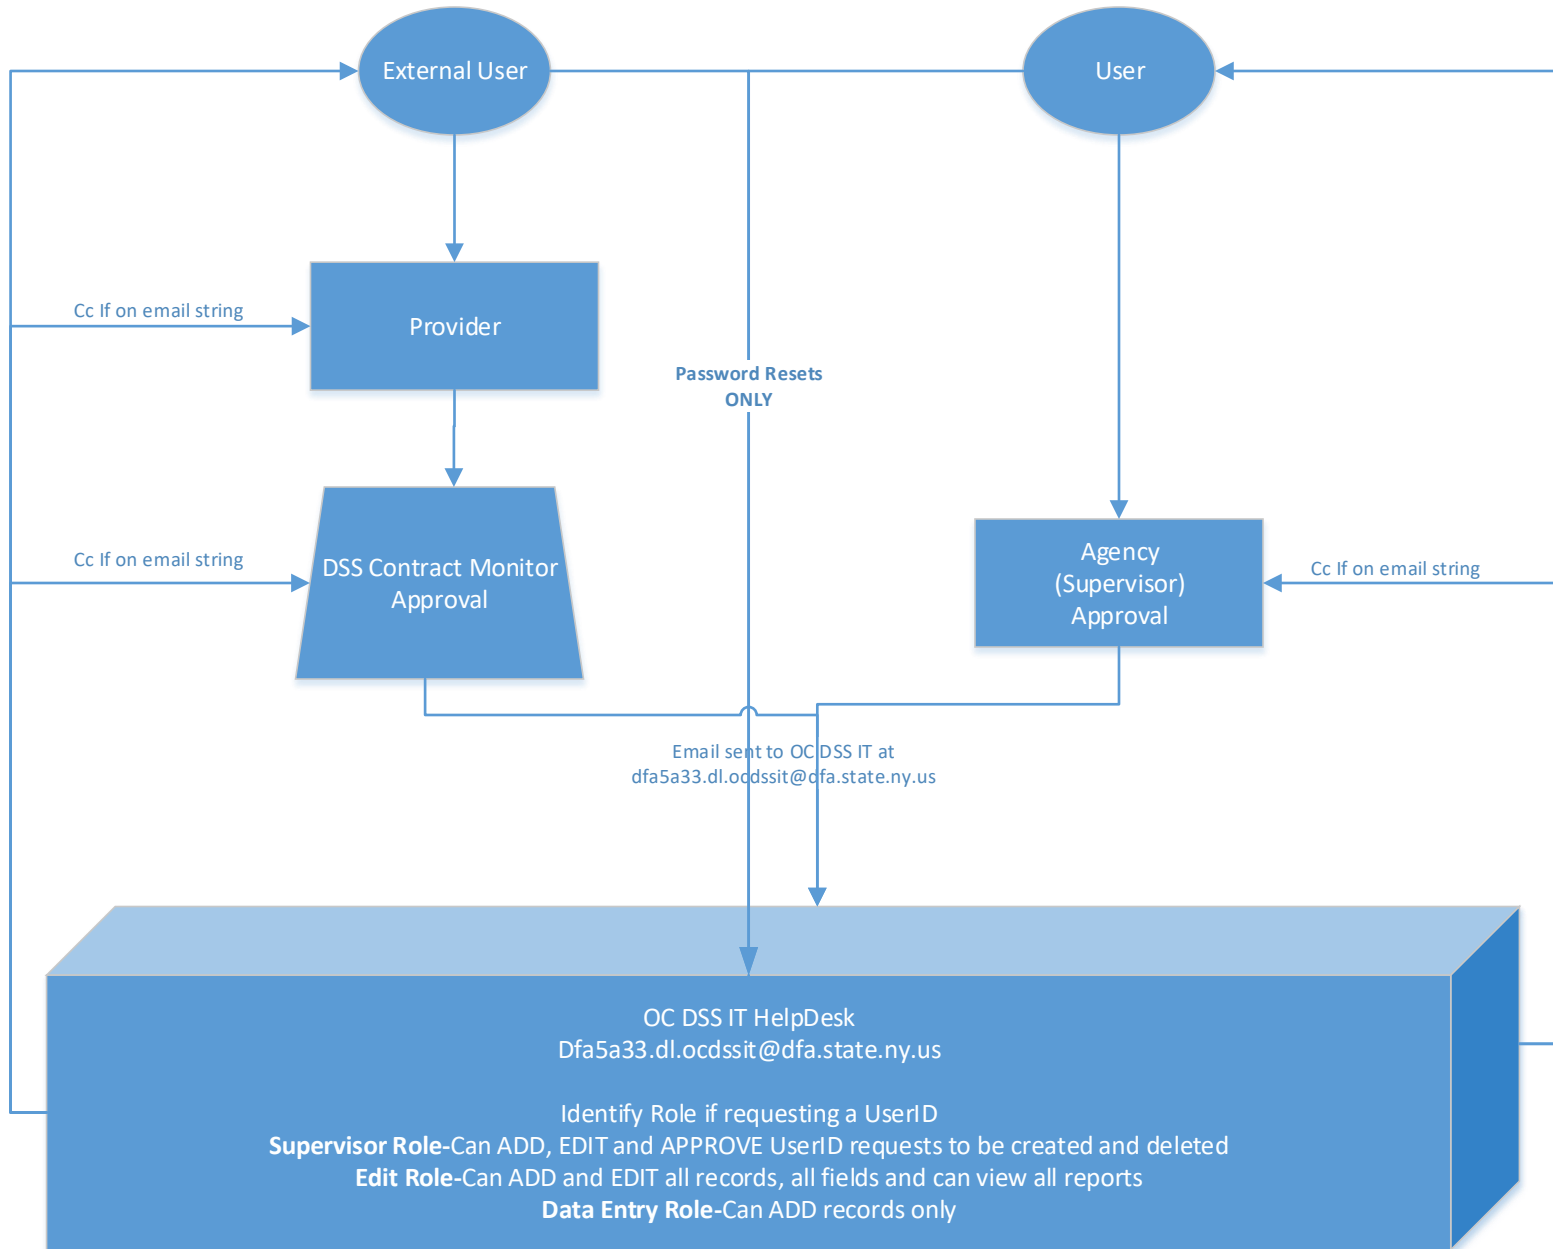 External User
User
Cc If on email string
Provider
Password Resets
ONLY
Cc If on email string
DSS Contract Monitor
Approval
Agency
(Supervisor)
Approval
Cc If on email string
Email sent to OC DSS IT at
dfa5a33.dl.ocdssit@dfa.state.ny.us
OC DSS IT HelpDesk
Dfa5a33.dl.ocdssit@dfa.state.ny.us
Identify Role if requesting a UserID
Supervisor Role-Can ADD, EDIT and APPROVE UserID requests to be created and deleted
Edit Role-Can ADD and EDIT all records, all fields and can view all reports
Data Entry Role-Can ADD records only